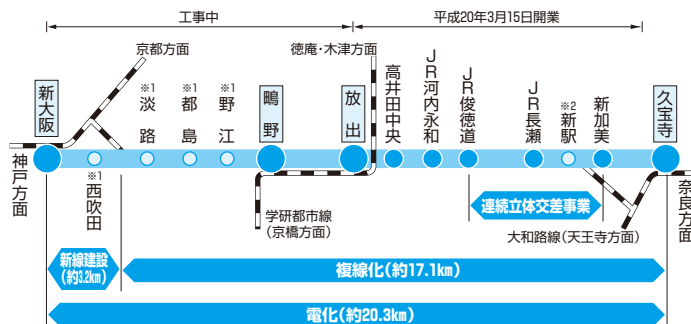 工事中
平成20年3月15日開業
京都方面
徳庵・木津方面
新大阪
※1
淡路
※1
都島
※1
野江
鴫野
放出
高井田中央
JR河内永和
JR俊徳道
JR長瀬
※2
新駅
新加美
久宝寺
神戸方面
※1
西吹田
学研都市線
(京橋方面)
連続立体交差事業
大和路線(天王寺方面)
奈良方面
新線建設
(約3.2km)
複線化(約17.1km)
電化(約20.3km)